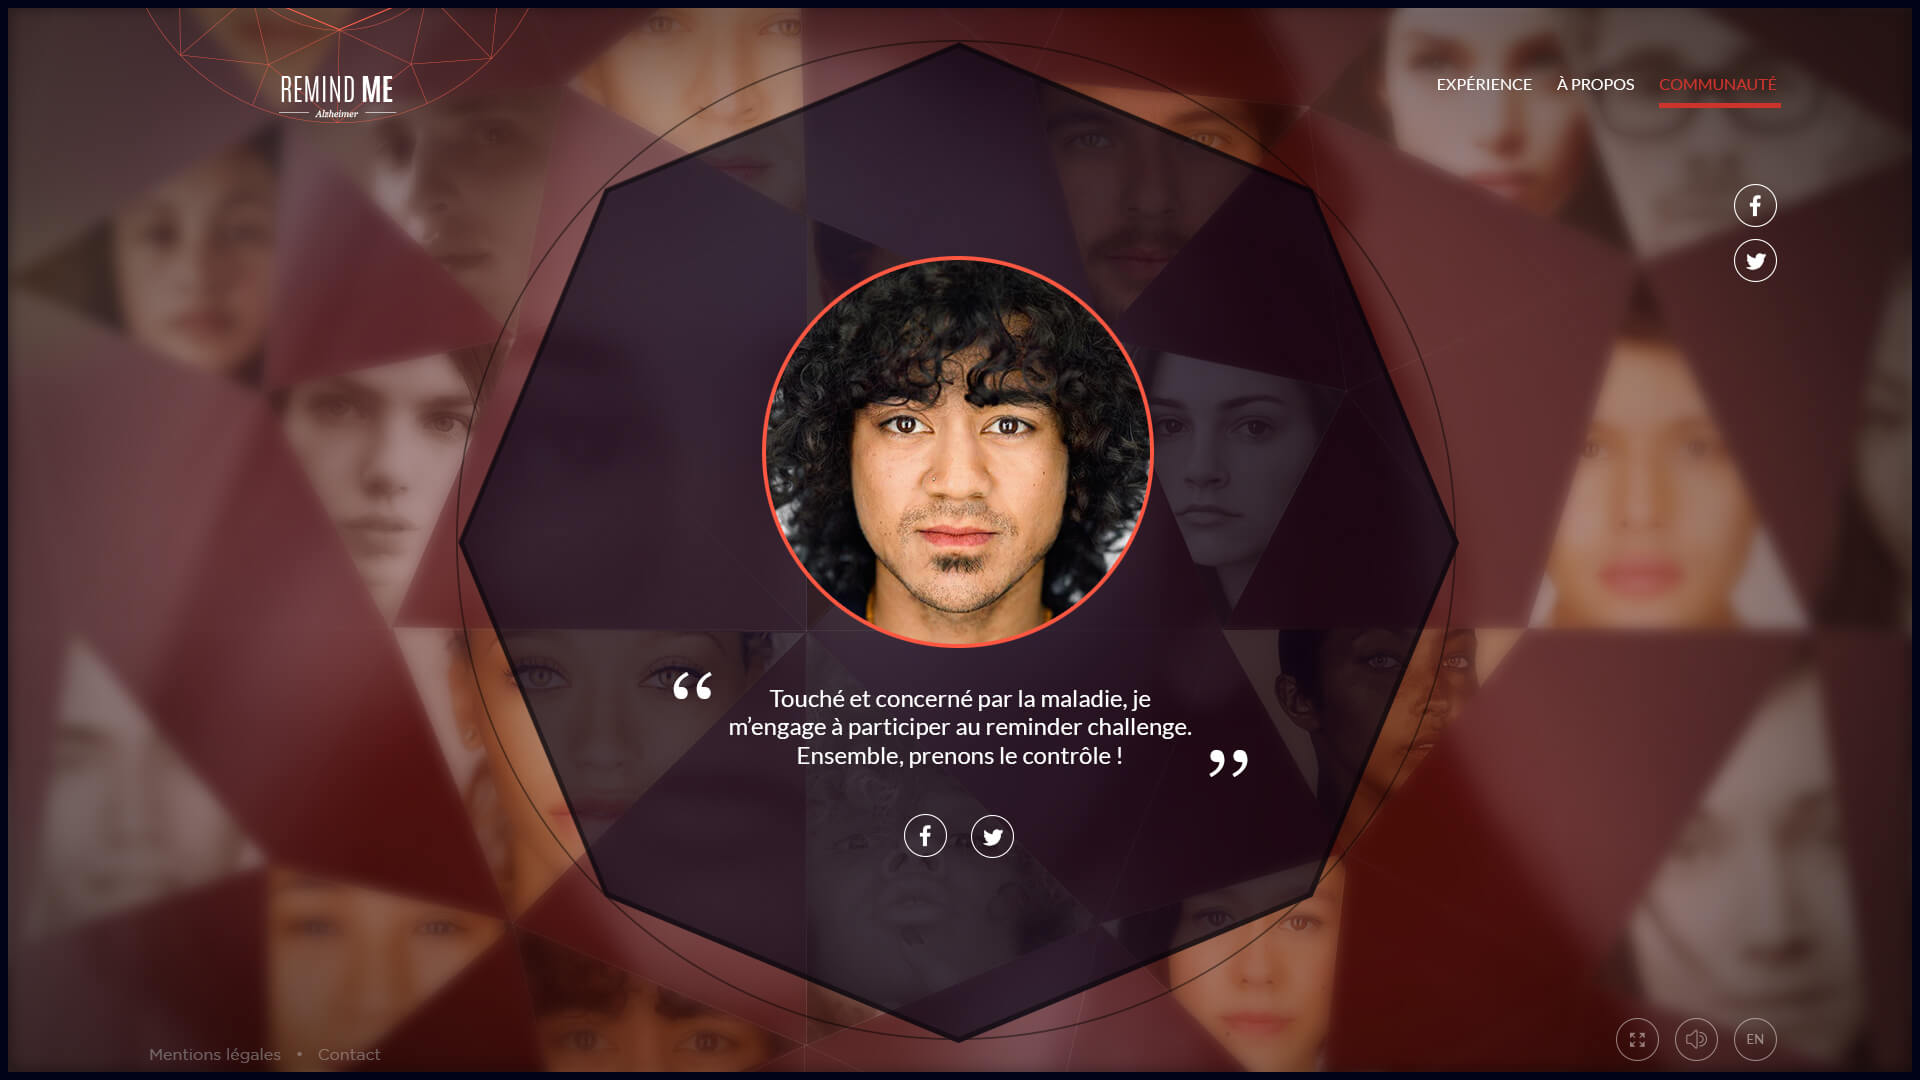 REMIND ME
Alzheimer
EXPÉRIENCE
À PROPOS
COMMUNAUTÉ
“
Touché et concerné par la maladie, je
m’engage à participer au reminder challenge.
Ensemble, prenons le contrôle !
”
Mentions légales • Contact
EN